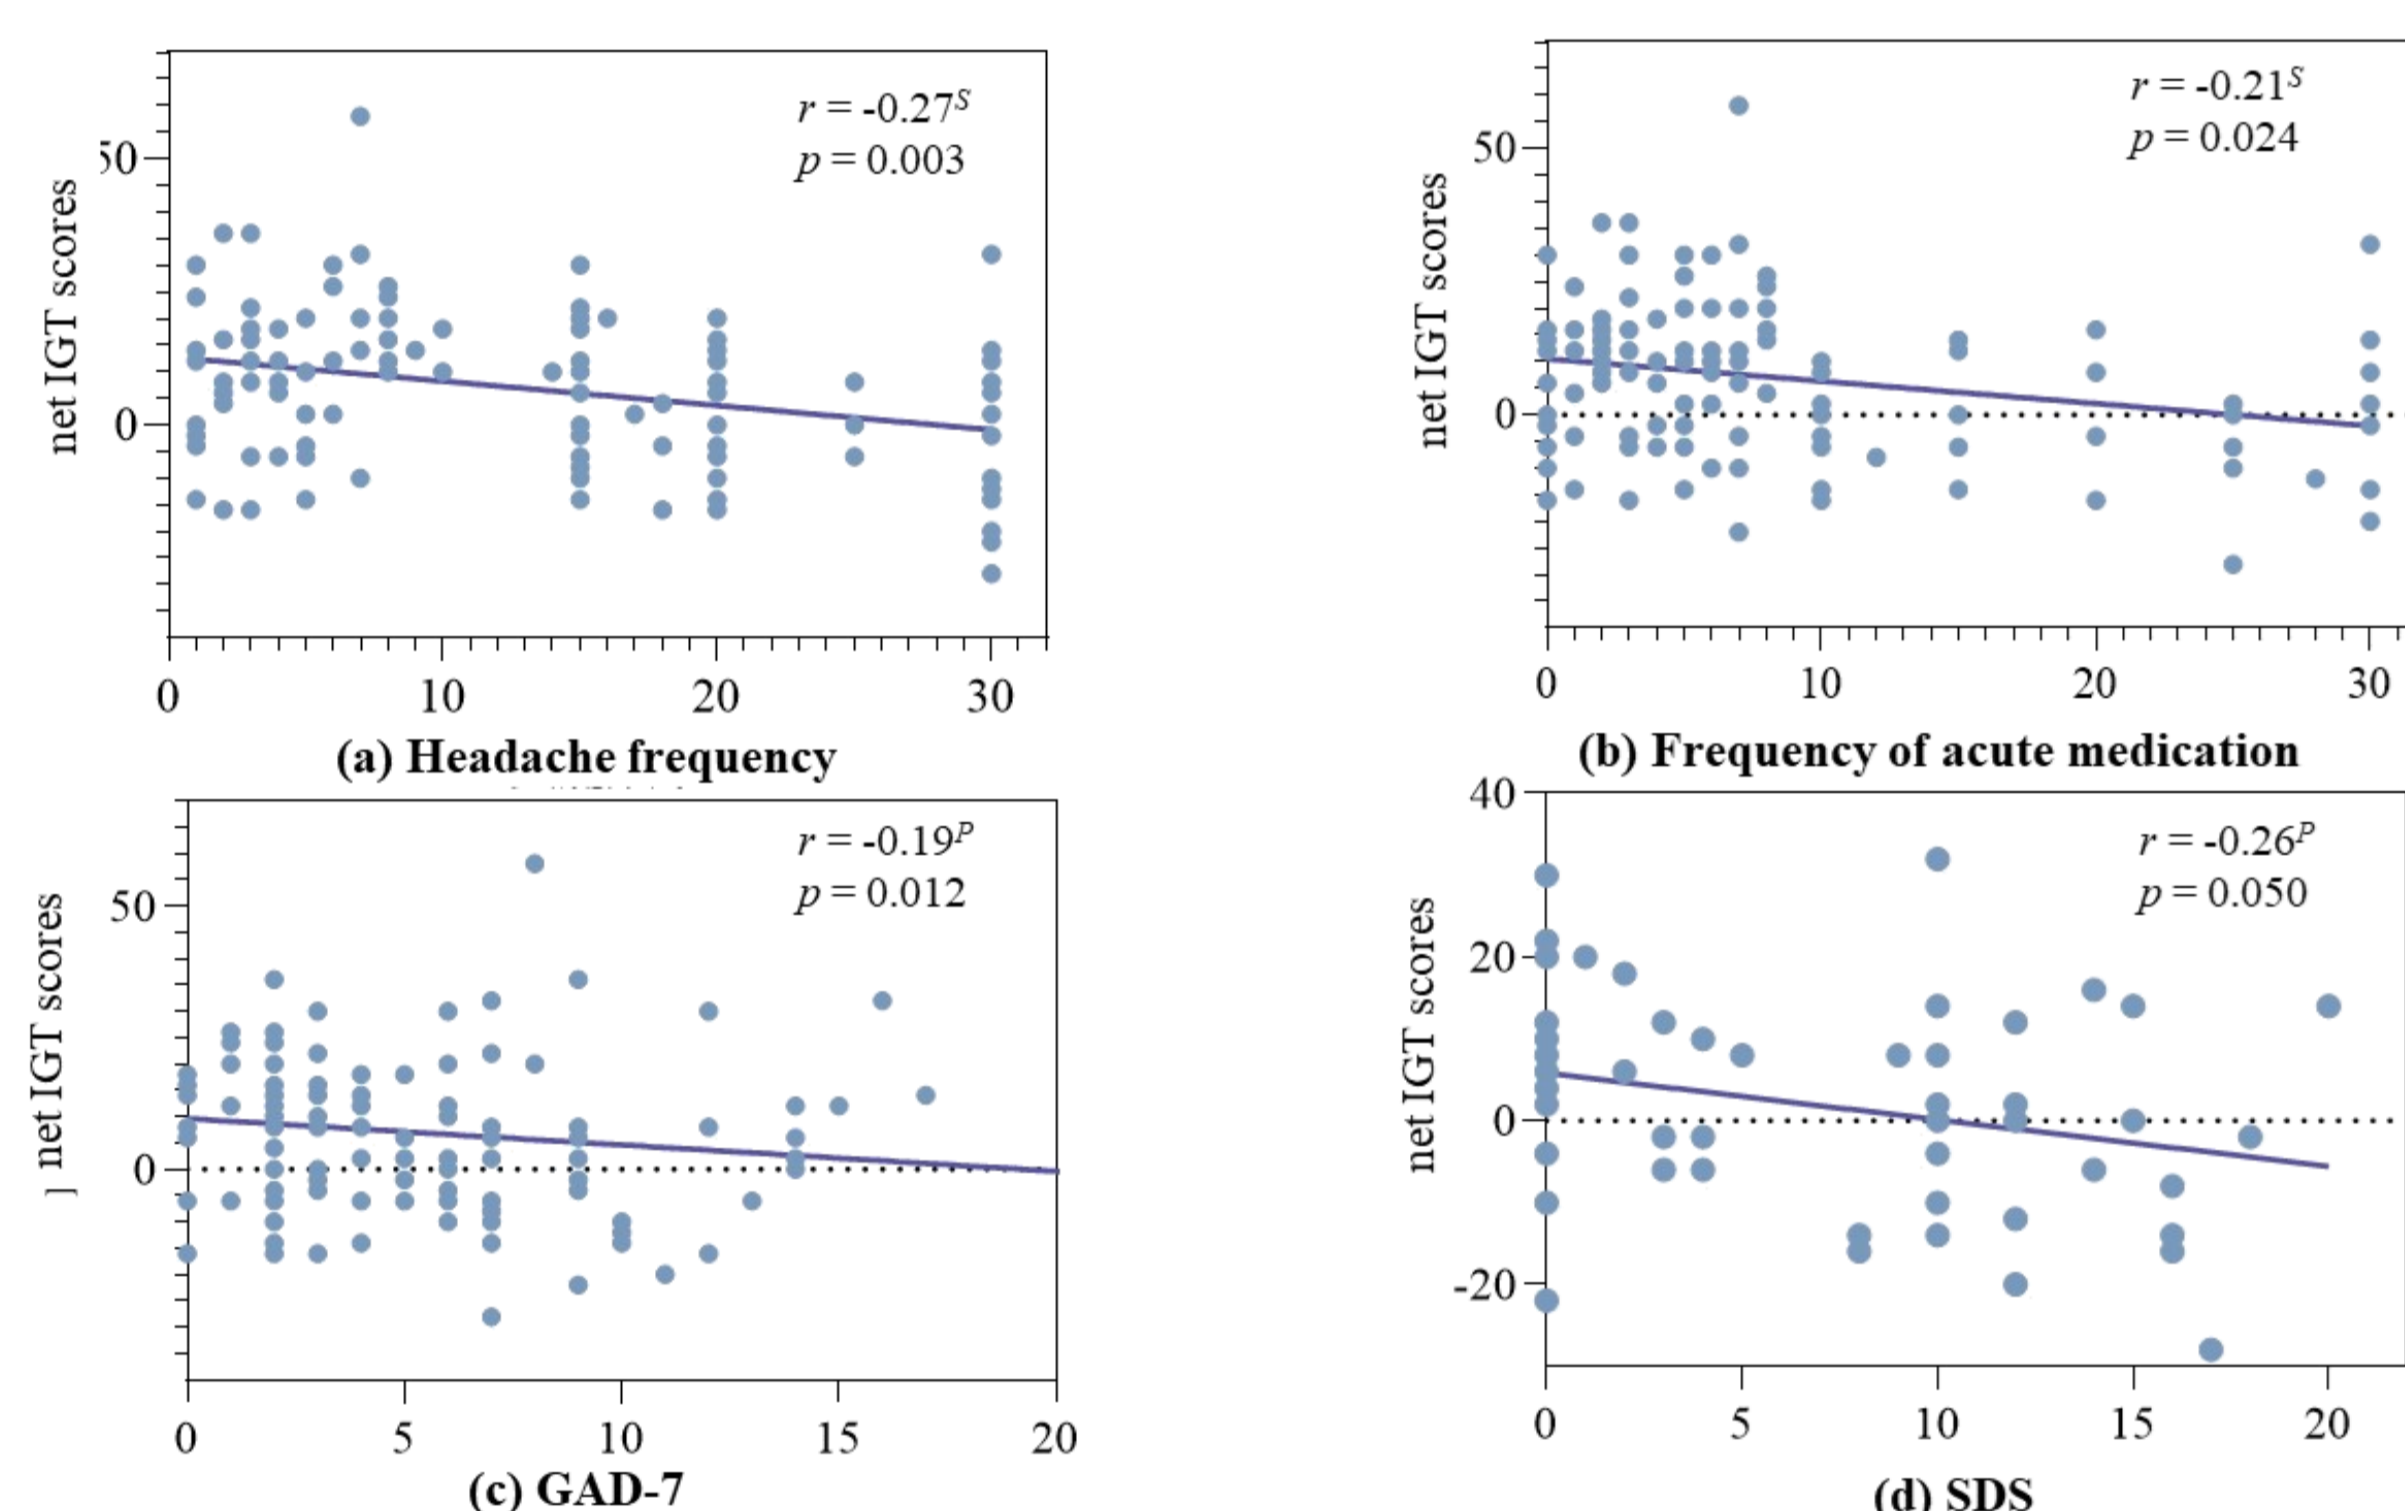 r = -0.27S
p = 0.003
50
0
net IGT scores
0 10 20 30
(a) Headache frequency
r = -0.21S
p = 0.024
50
0
net IGT scores
0 10 20 30
(b) Frequency of acute medication
r = -0.19P
p = 0.012
50
0
net IGT scores
0 5 10 15 20
(c) GAD-7
40
r = -0.26P
p = 0.050
20
0
-20
net IGT scores
0 5 10 15 20
(d) SDS